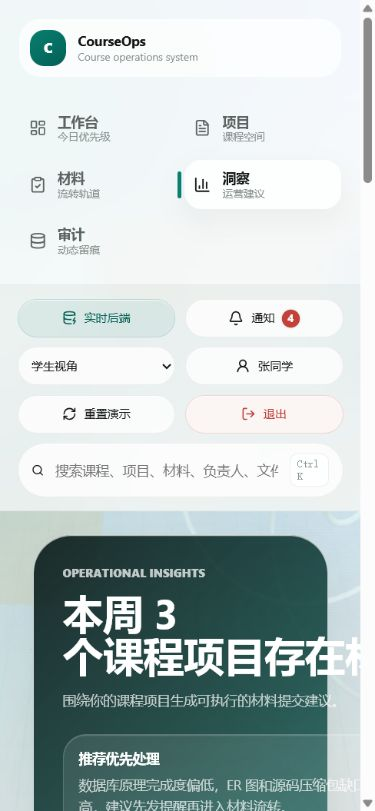 C
CourseOps
Course operations system
工作台
今日优先级
项目
课程空间
材料
流转轨道
洞察
运营建议
审计
动态留痕
实时后端
通知 4
学生视角
张同学
重置演示
退出
搜索课程、项目、材料、负责人、文件
Ctrl
K
OPERATIONAL INSIGHTS
本周 3
个课程项目存在
围绕你的课程项目生成可执行的材料提交建议。
推荐优先处理
数据库原理完成度偏低，ER 图和源码压缩包缺口
高，建议先发提醒再进入材料流转。